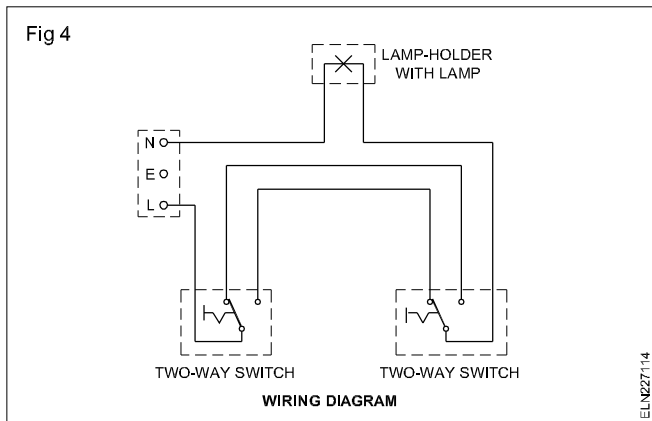 Fig 4
LAMP-HOLDER
WITH LAMP
N
E
L
TWO-WAY SWITCH
TWO-WAY SWITCH
WIRING DIAGRAM
ELN227114